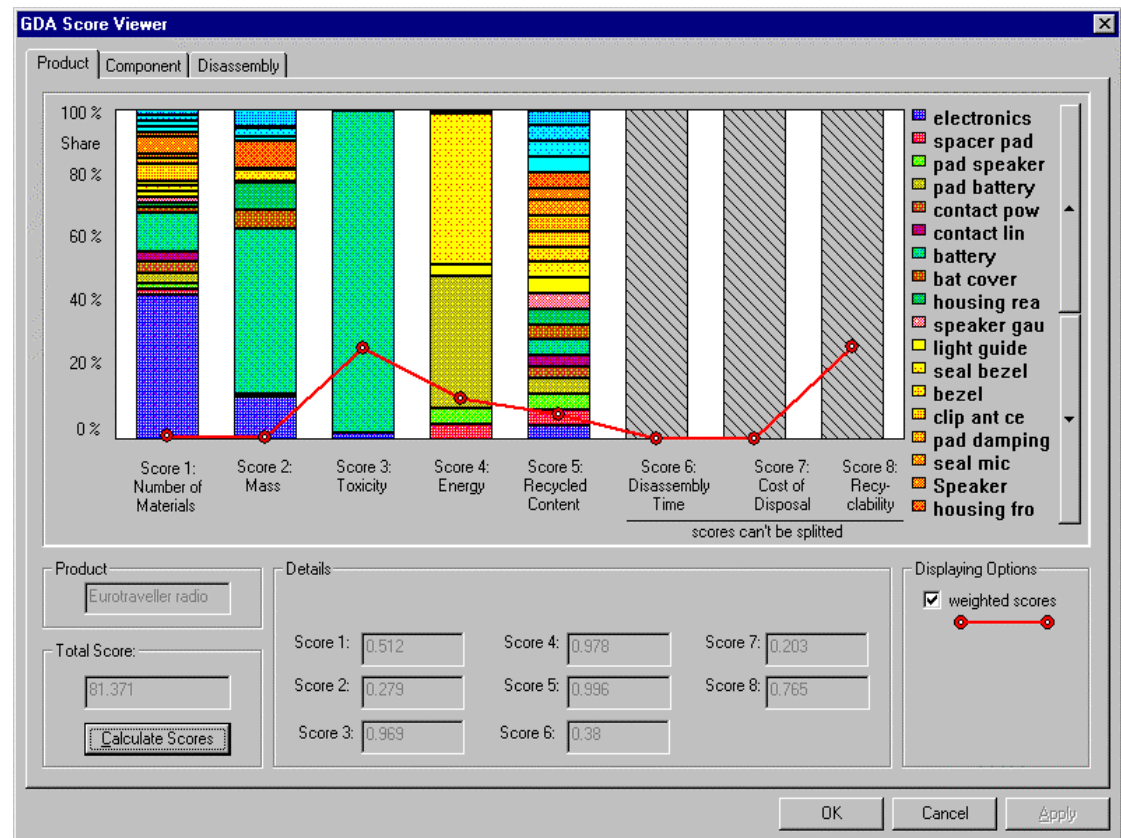 GDA Score Viewer
Product Component Disassembly
100 %
Share
80 %
60 %
40 %
20 %
0 %
Score 1:
Number of
Materials
Score 2:
Mass
Score 3:
Toxicity
Score 4:
Energy
Score 5:
Recycled
Content
Score 6:
Disassembly
Time
Score 7:
Cost of
Disposal
Score 8:
Recy-
clability
scores can't be splitted
electronics
spacer pad
pad speaker
pad battery
contact pow
contact lin
battery
bat cover
housing rea
speaker gau
light guide
seal bezel
bezel
clip ant ce
pad damping
seal mic
Speaker
housing fro
Product
Eurotraveller radio
Total Score:
81.371
Calculate Scores
Details
Score 1: 0.512
Score 2: 0.279
Score 3: 0.969
Score 4: 0.978
Score 5: 0.996
Score 6: 0.38
Score 7: 0.203
Score 8: 0.765
Displaying Options
weighted scores
OK Cancel Apply